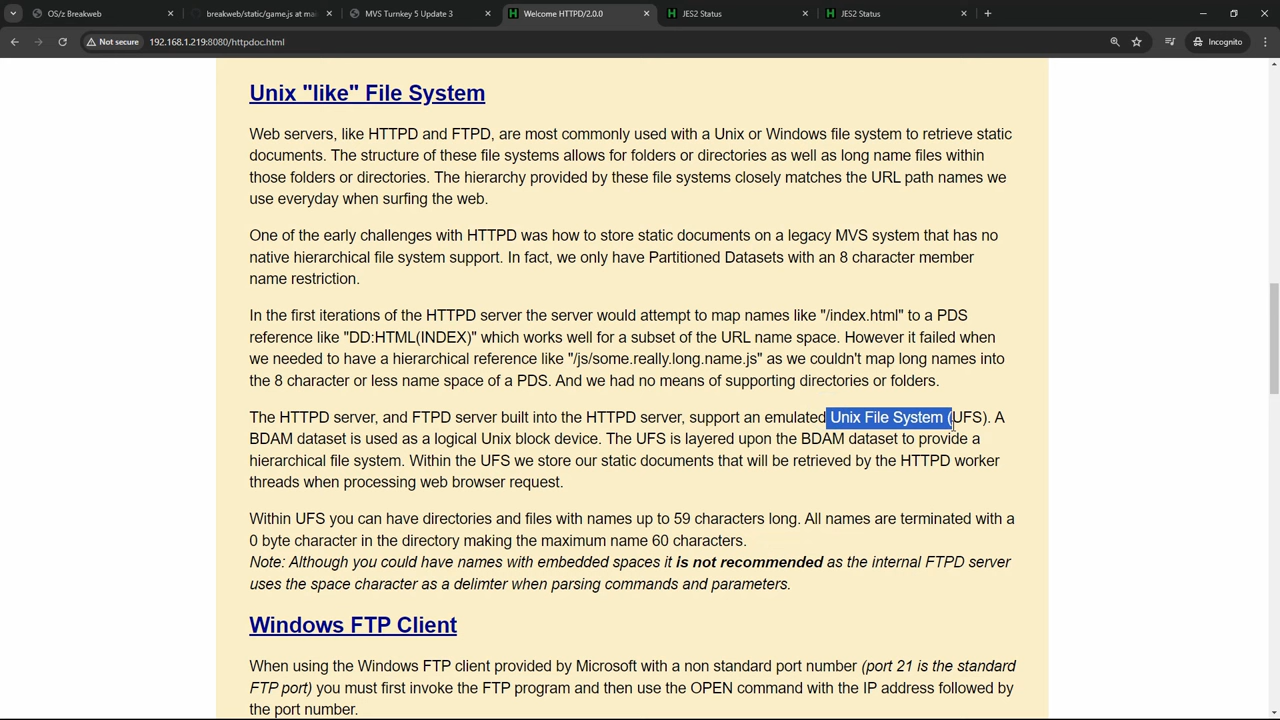 OS/z Breakweb
breakweb/static/game.js at mai
MVS Turnkey 5 Update 3
Welcome HTTPD/2.0.0
JES2 Status
JES2 Status
Not secure
192.168.1.219:8080/httpdoc.html
Incognito
Unix "like" File System
Web servers, like HTTPD and FTPD, are most commonly used with a Unix or Windows file system to retrieve static
documents. The structure of these file systems allows for folders or directories as well as long name files within
those folders or directories. The hierarchy provided by these file systems closely matches the URL path names we
use everyday when surfing the web.
One of the early challenges with HTTPD was how to store static documents on a legacy MVS system that has no
native hierarchical file system support. In fact, we only have Partitioned Datasets with an 8 character member
name restriction.
In the first iterations of the HTTPD server the server would attempt to map names like "/index.html" to a PDS
reference like "DD:HTML(INDEX)" which works well for a subset of the URL name space. However it failed when
we needed to have a hierarchical reference like "/js/some.really.long.name.js" as we couldn't map long names into
the 8 character or less name space of a PDS. And we had no means of supporting directories or folders.
The HTTPD server, and FTPD server built into the HTTPD server, support an emulated Unix File System (UFS). A
BDAM dataset is used as a logical Unix block device. The UFS is layered upon the BDAM dataset to provide a
hierarchical file system. Within the UFS we store our static documents that will be retrieved by the HTTPD worker
threads when processing web browser request.
Within UFS you can have directories and files with names up to 59 characters long. All names are terminated with a
0 byte character in the directory making the maximum name 60 characters.
Note: Although you could have names with embedded spaces it is not recommended as the internal FTPD server
uses the space character as a delimter when parsing commands and parameters.
Windows FTP Client
When using the Windows FTP client provided by Microsoft with a non standard port number (port 21 is the standard
FTP port) you must first invoke the FTP program and then use the OPEN command with the IP address followed by
the port number.